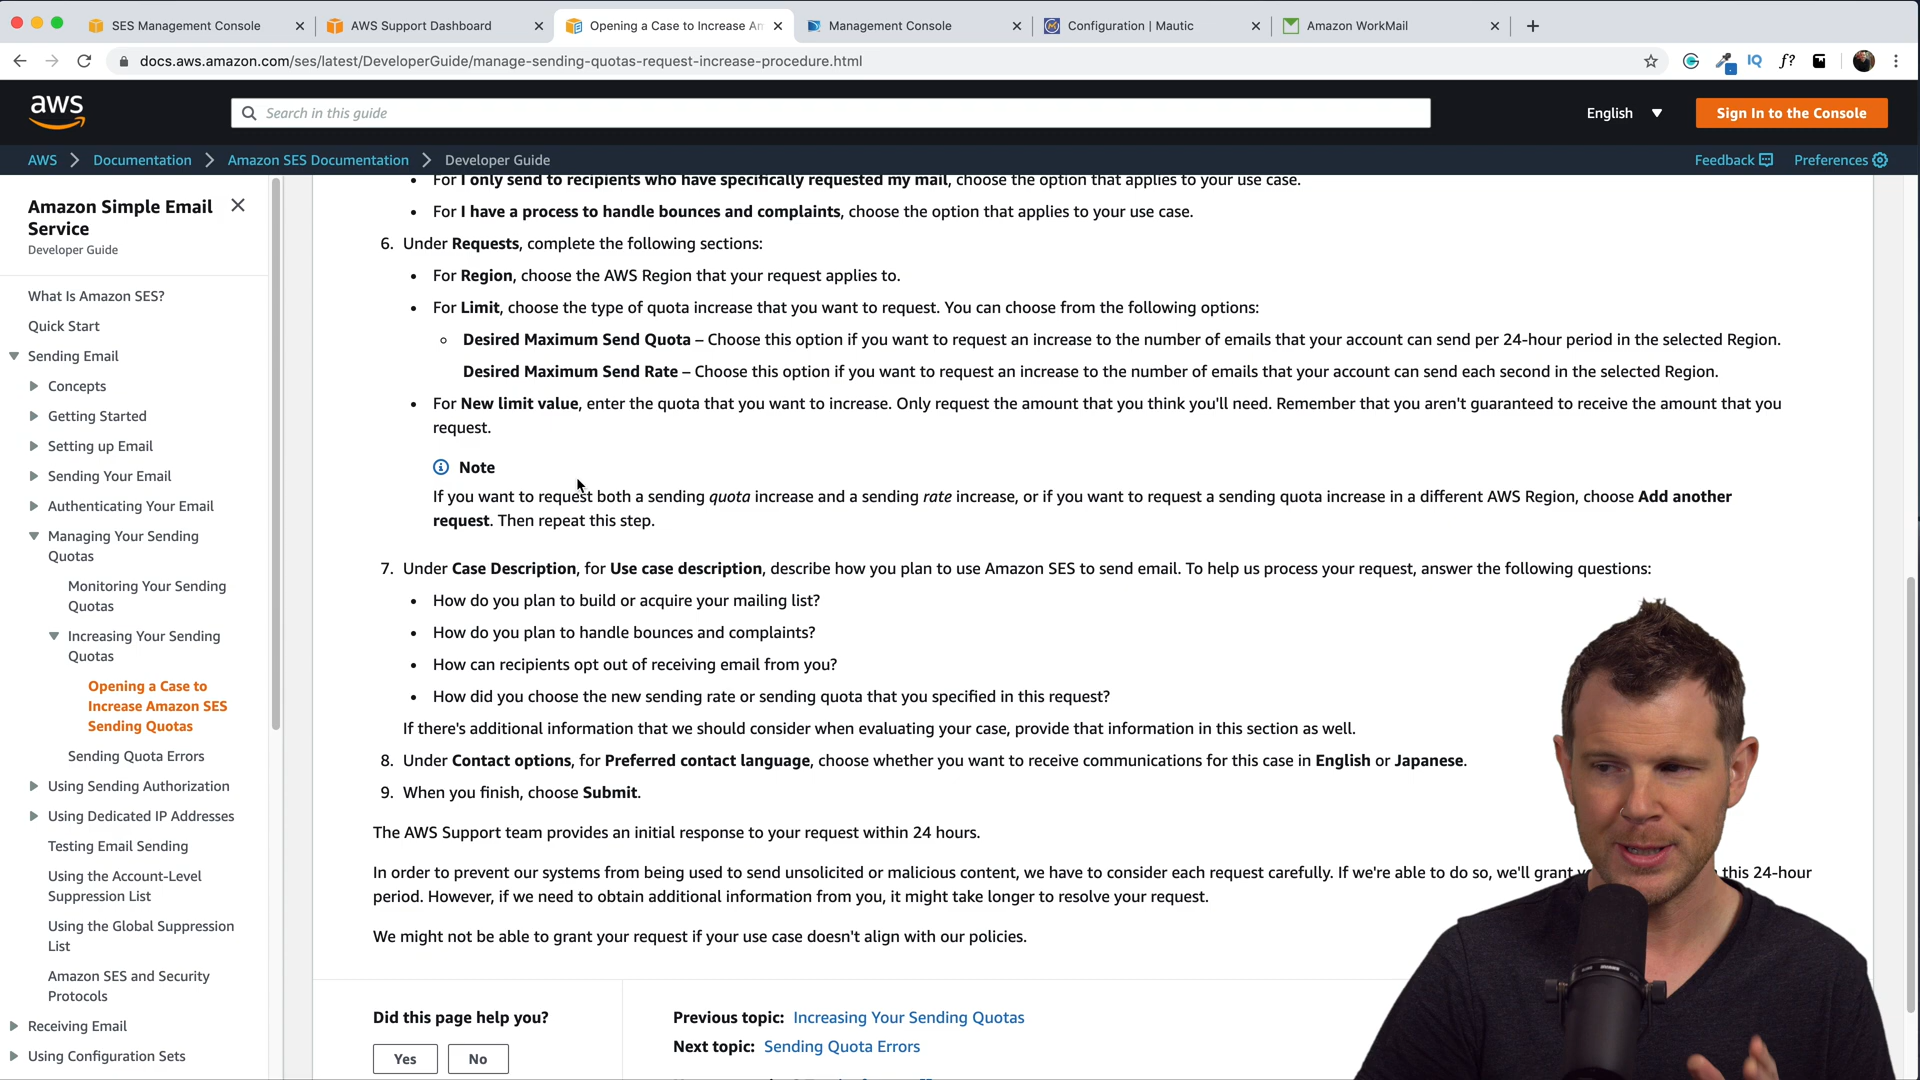 SES Management Console
AWS Support Dashboard
Opening a Case to Increase Am
Management Console
Configuration | Mautic
Amazon WorkMail
docs.aws.amazon.com/ses/latest/DeveloperGuide/manage-sending-quotas-request-increase-procedure.html
IQ
f?
aws
Search in this guide
English
Sign In to the Console
AWS
Documentation
Amazon SES Documentation
Developer Guide
Feedback
Preferences
Amazon Simple Email
Service
Developer Guide
What Is Amazon SES?
Quick Start
Sending Email
Concepts
Getting Started
Setting up Email
Sending Your Email
Authenticating Your Email
Managing Your Sending
Quotas
Monitoring Your Sending
Quotas
Increasing Your Sending
Quotas
Opening a Case to
Increase Amazon SES
Sending Quotas
Sending Quota Errors
Using Sending Authorization
Using Dedicated IP Addresses
Testing Email Sending
Using the Account-Level
Suppression List
Using the Global Suppression
List
Amazon SES and Security
Protocols
Receiving Email
Using Configuration Sets
• For I only send to recipients who have specifically requested my mail, choose the option that applies to your use case.
• For I have a process to handle bounces and complaints, choose the option that applies to your use case.
6. Under Requests, complete the following sections:
• For Region, choose the AWS Region that your request applies to.
• For Limit, choose the type of quota increase that you want to request. You can choose from the following options:
Desired Maximum Send Quota – Choose this option if you want to request an increase to the number of emails that your account can send per 24-hour period in the selected Region.
Desired Maximum Send Rate – Choose this option if you want to request an increase to the number of emails that your account can send each second in the selected Region.
• For New limit value, enter the quota that you want to increase. Only request the amount that you think you'll need. Remember that you aren't guaranteed to receive the amount that you
request.
Note
If you want to request both a sending quota increase and a sending rate increase, or if you want to request a sending quota increase in a different AWS Region, choose Add another
request. Then repeat this step.
7. Under Case Description, for Use case description, describe how you plan to use Amazon SES to send email. To help us process your request, answer the following questions:
• How do you plan to build or acquire your mailing list?
• How do you plan to handle bounces and complaints?
• How can recipients opt out of receiving email from you?
• How did you choose the new sending rate or sending quota that you specified in this request?
If there's additional information that we should consider when evaluating your case, provide that information in this section as well.
8. Under Contact options, for Preferred contact language, choose whether you want to receive communications for this case in English or Japanese.
9. When you finish, choose Submit.
The AWS Support team provides an initial response to your request within 24 hours.
In order to prevent our systems from being used to send unsolicited or malicious content, we have to consider each request carefully. If we're able to do so, we'll grant this 24-hour
period. However, if we need to obtain additional information from you, it might take longer to resolve your request.
We might not be able to grant your request if your use case doesn't align with our policies.
Did this page help you?
Yes
No
Previous topic: Increasing Your Sending Quotas
Next topic: Sending Quota Errors